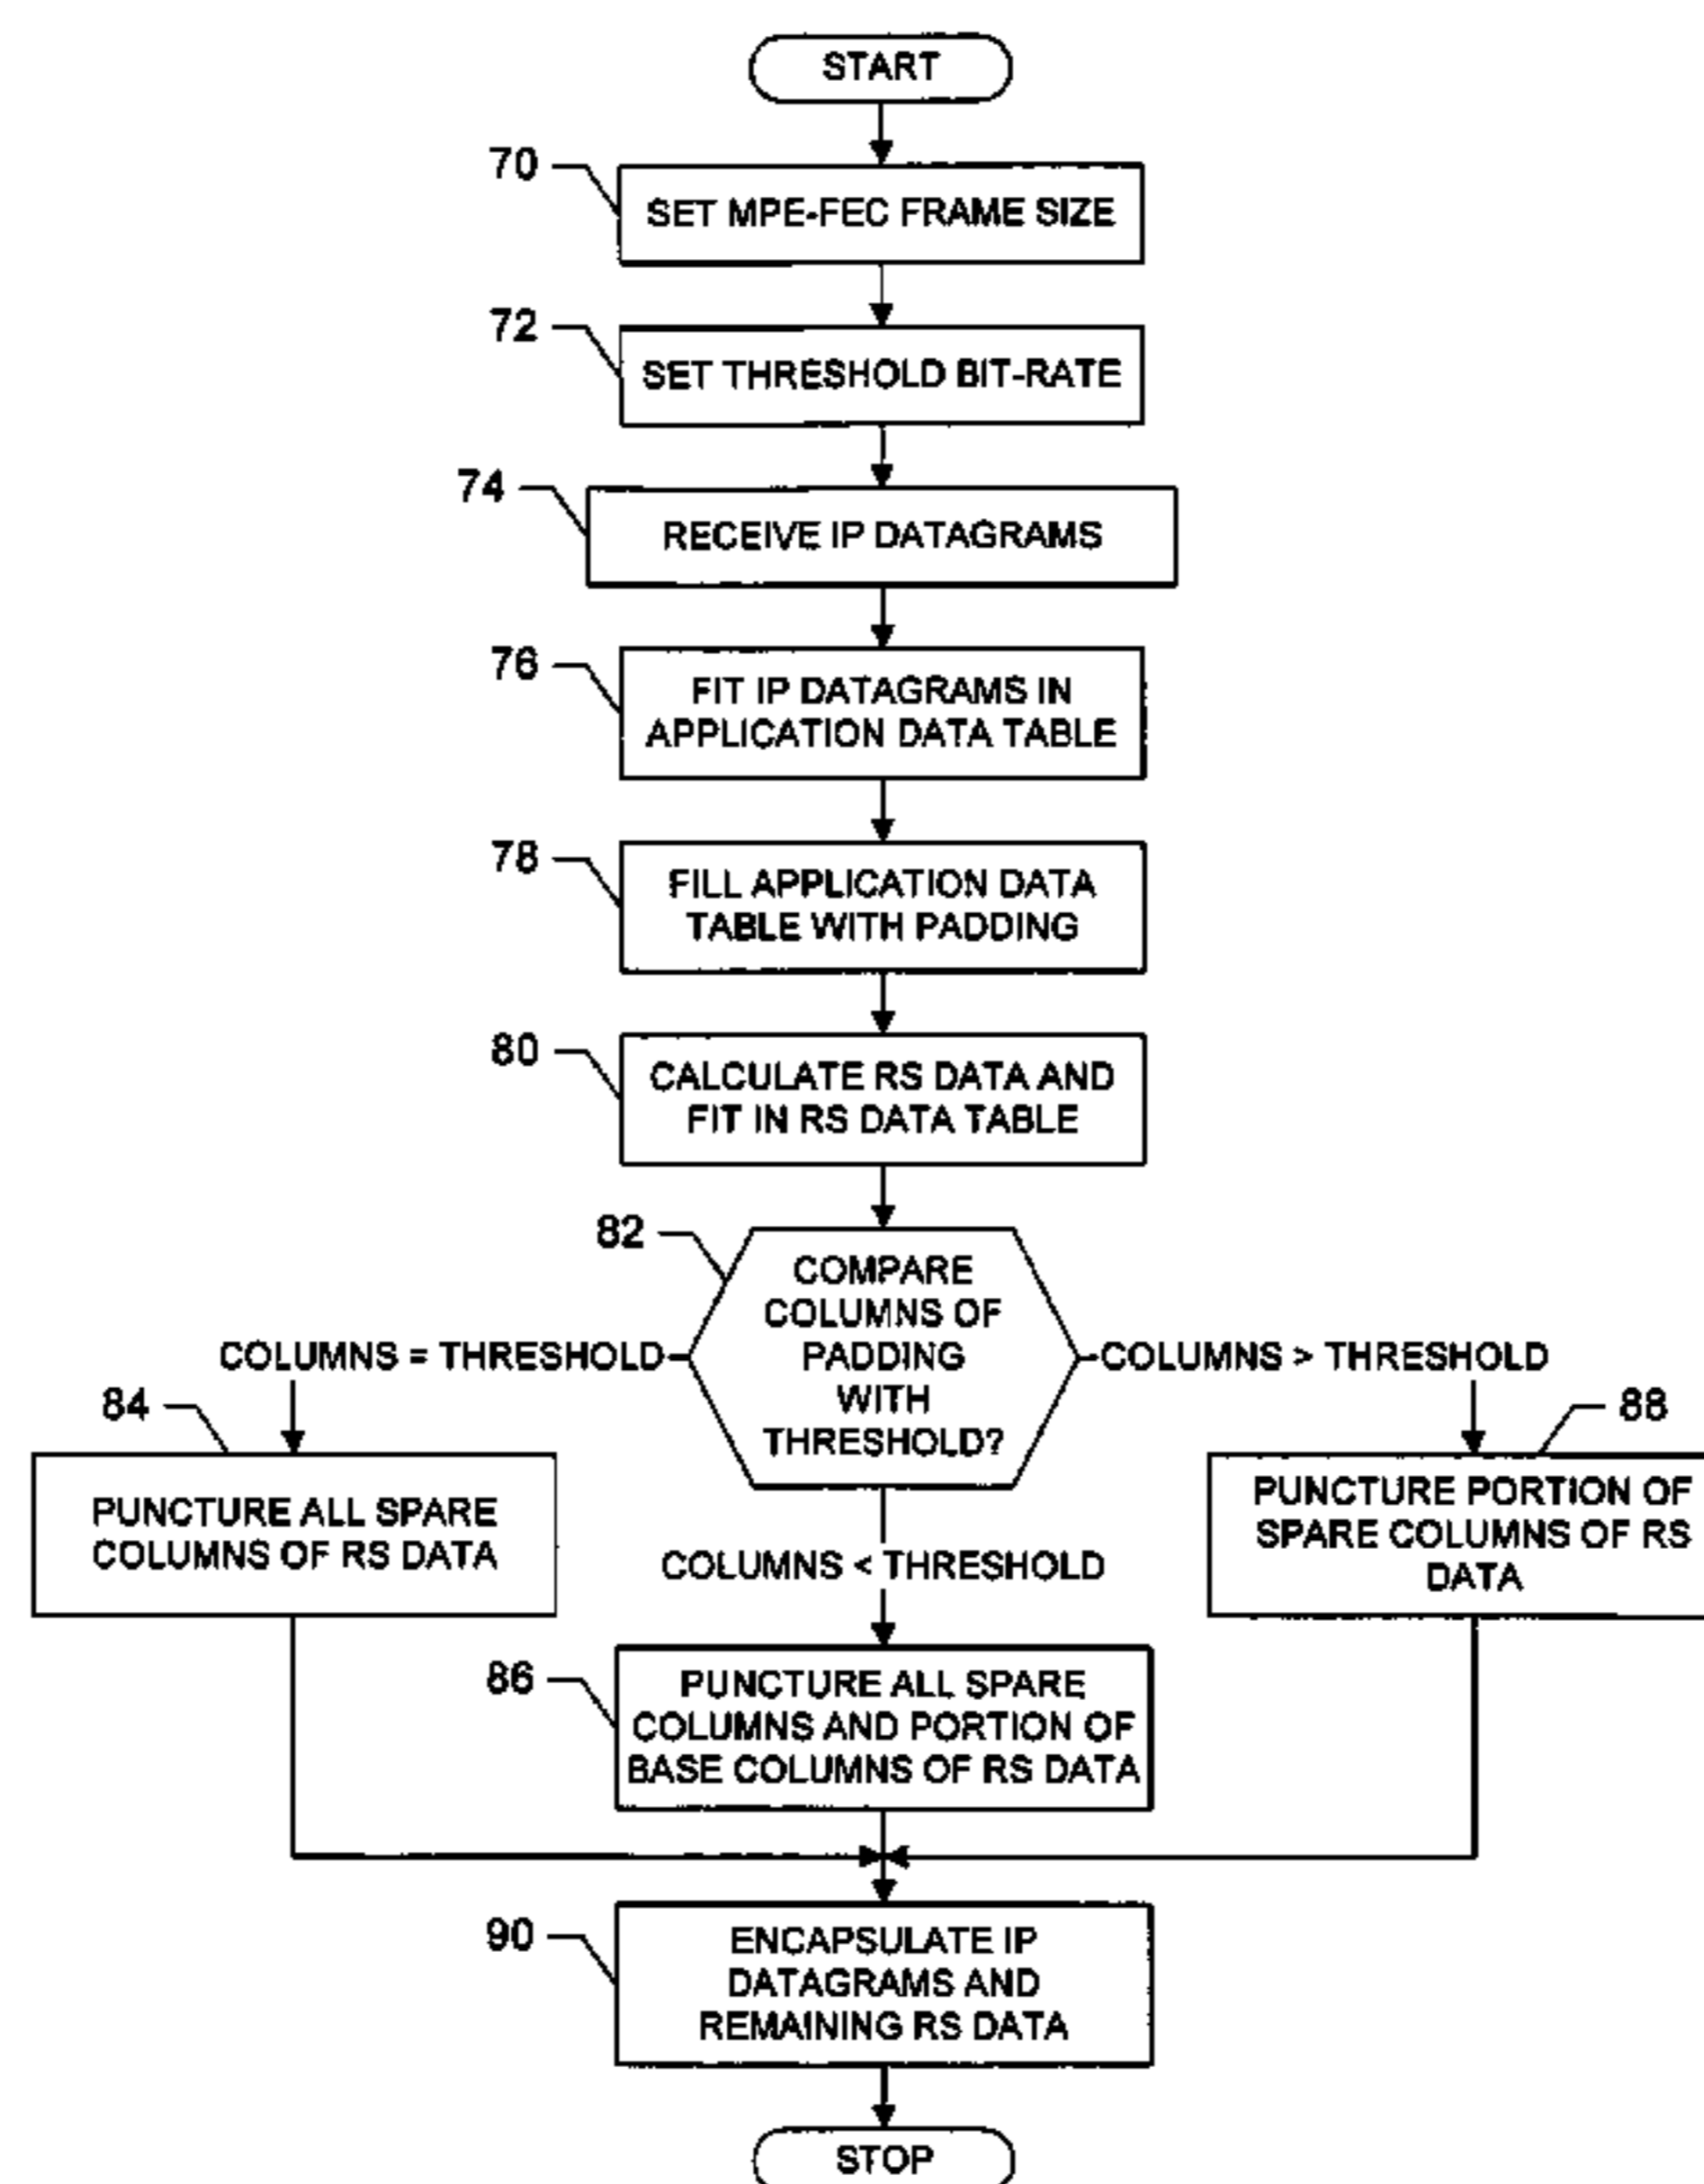 START
70
SET MPE-FEC FRAME SIZE
72
SET THRESHOLD BIT-RATE
74
RECEIVE IP DATAGRAMS
76
FIT IP DATAGRAMS IN
APPLICATION DATA TABLE
78
FILL APPLICATION DATA
TABLE WITH PADDING
80
CALCULATE RS DATA AND
FIT IN RS DATA TABLE
82
COMPARE
COLUMNS OF
PADDING
WITH
THRESHOLD?
COLUMNS = THRESHOLD
COLUMNS > THRESHOLD
84
PUNCTURE ALL SPARE
COLUMNS OF RS DATA
88
PUNCTURE PORTION OF
SPARE COLUMNS OF RS
DATA
COLUMNS < THRESHOLD
86
PUNCTURE ALL SPARE
COLUMNS AND PORTION OF
BASE COLUMNS OF RS DATA
90
ENCAPSULATE IP
DATAGRAMS AND
REMAINING RS DATA
STOP